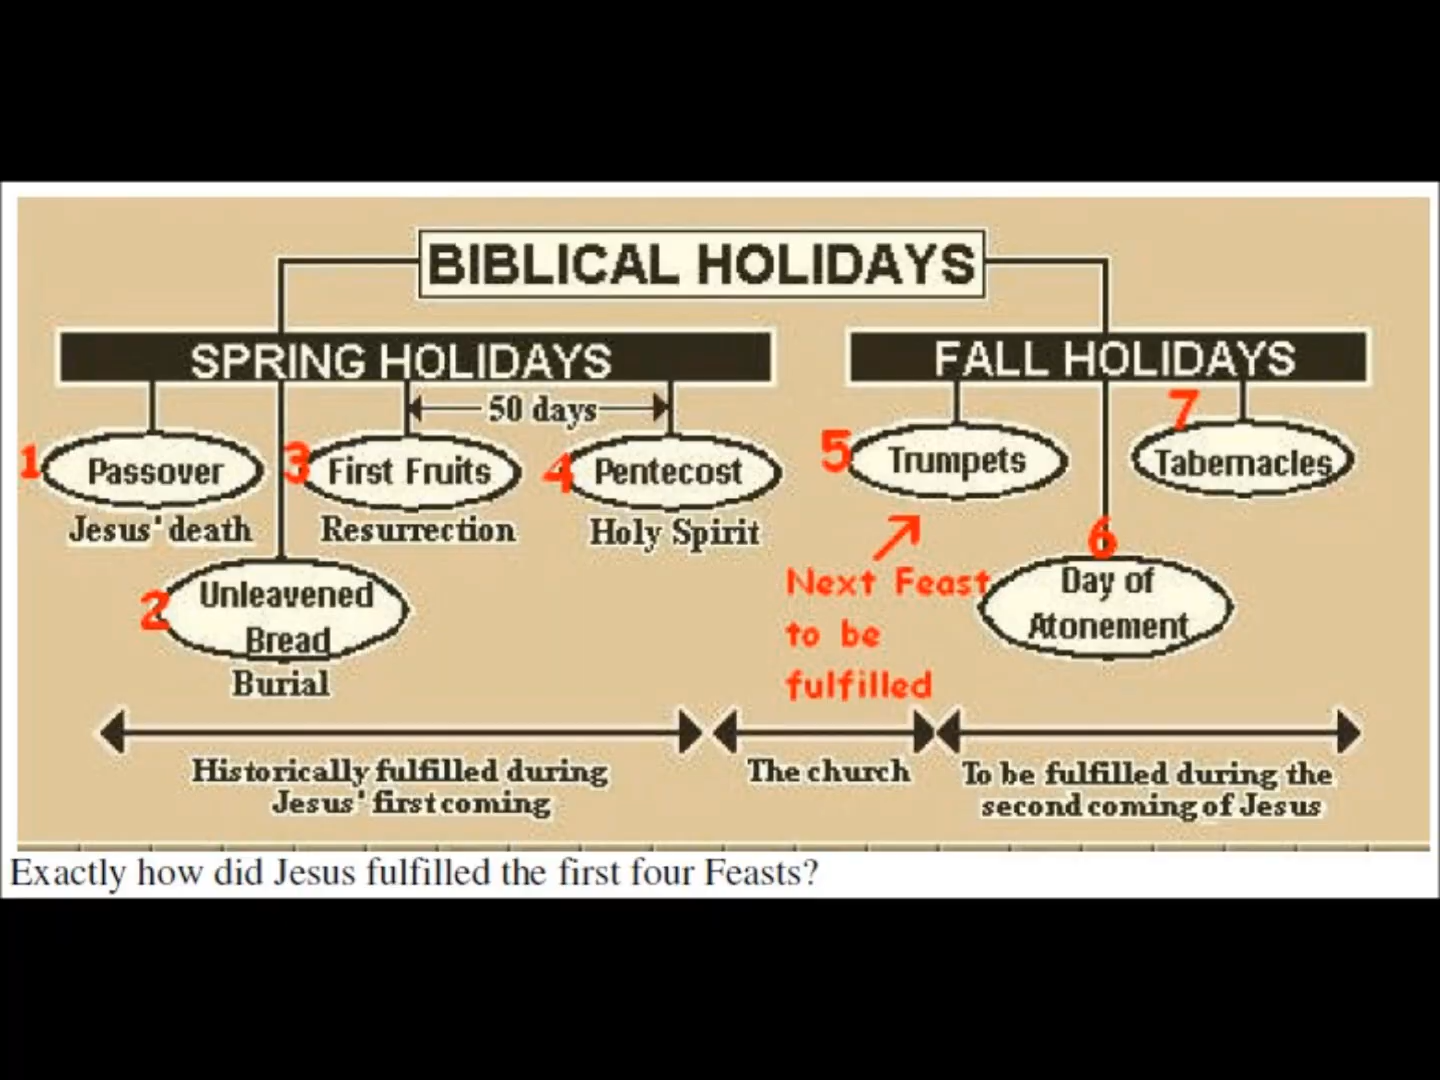 BIBLICAL HOLIDAYS
SPRING HOLIDAYS
50 days
1
Passover
Jesus' death
2
Unleavened
Bread
Burial
3
First Fruits
Resurrection
4
Pentecost
Holy Spirit
FALL HOLIDAYS
5
Trumpets
Next Feast
to be
fulfilled
6
Day of
Atonement
7
Tabernacles
Historically fulfilled during
Jesus' first coming
The church
To be fulfilled during the
second coming of Jesus
Exactly how did Jesus fulfilled the first four Feasts?